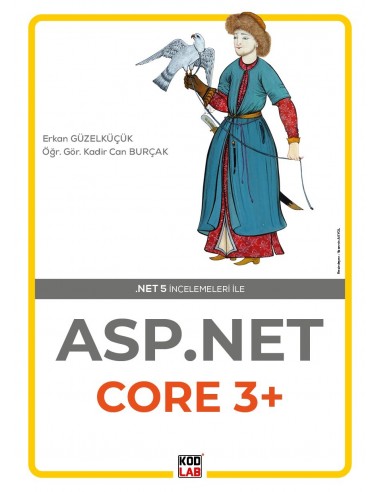 Erkan GÜZELKÜÇÜK
Öğr. Gör. Kadir Can BURÇAK
.NET 5 İNCELEMELERİ İLE
ASP.NET
CORE 3+
KOD
LAB